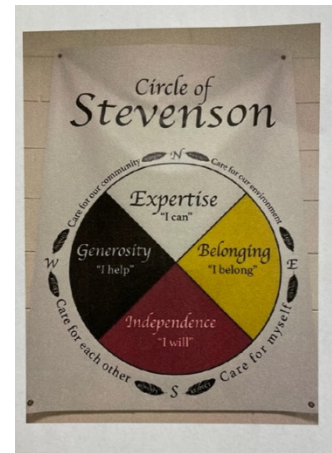 Circle of
Stevenson
N
Care for our community
Care for our environment
Expertise
"I can"
Generosity
"I help"
Belonging
"I belong"
W
E
Independence
"I will"
Care for each other
Care for myself
S